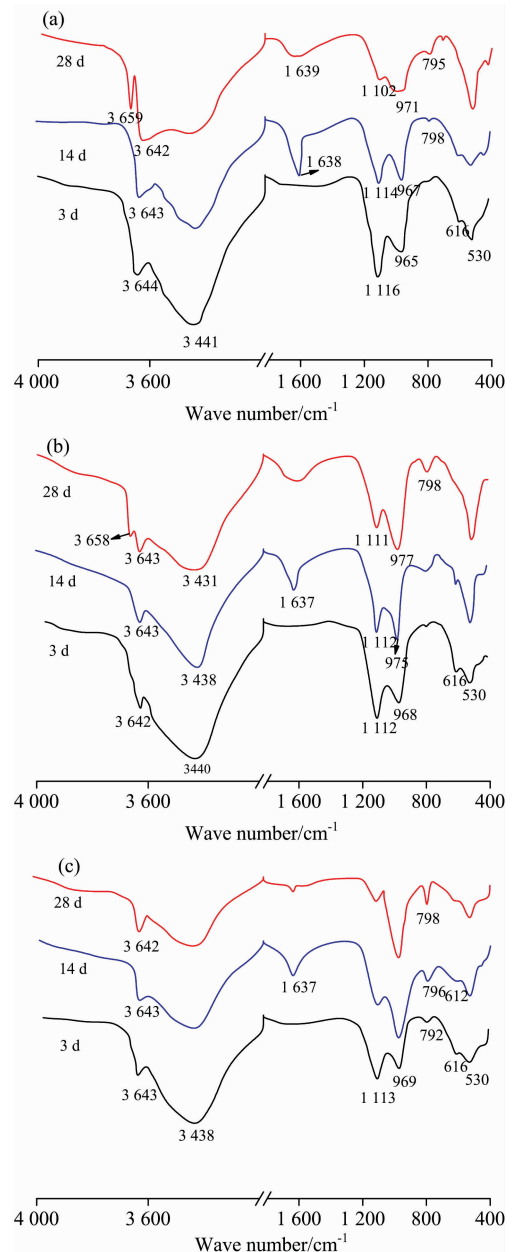 (a)
28 d
3 659
3 642
1 639
1 102
971
795
14 d
3 643
1 638
1 114
967
798
3 d
3 644
3 441
1 116
965
616
530
4 000 3 600 1 600 1 200 800 400
Wave number/cm-1
(b)
28 d
3 658
3 643
3 431
1 111
977
798
14 d
3 643
3 438
1 637
1 112
975
3 d
3 642
3440
1 112
968
616
530
4 000 3 600 1 600 1 200 800 400
Wave number/cm-1
(c)
28 d
3 642
798
14 d
3 643
1 637
796
612
3 d
3 643
3 438
1 113
969
792
616
530
4 000 3 600 1 600 1 200 800 400
Wave number/cm-1